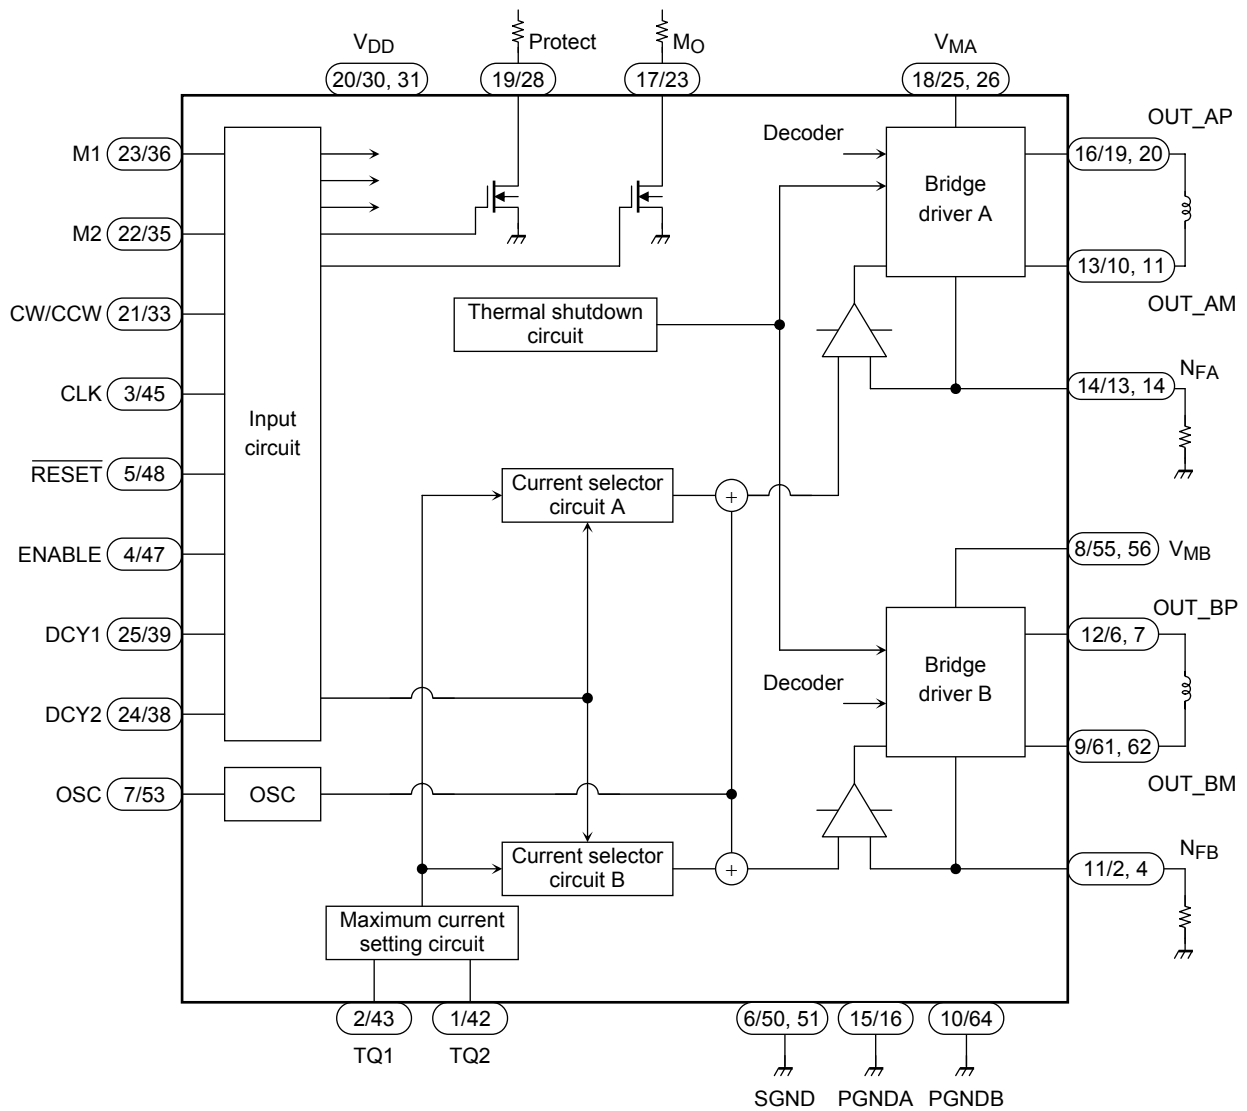 VDD
Protect
MO
VMA
20/30, 31
19/28
17/23
18/25, 26
OUT_AP
M1
23/36
Decoder
16/19, 20
Bridge
driver A
M2
22/35
13/10, 11
OUT_AM
CW/CCW
21/33
Thermal shutdown
circuit
NFA
CLK
3/45
14/13, 14
Input
circuit
RESET
5/48
Current selector
circuit A
+
ENABLE
4/47
8/55, 56
VMB
OUT_BP
DCY1
25/39
12/6, 7
Bridge
driver B
Decoder
DCY2
24/38
9/61, 62
OUT_BM
OSC
7/53
OSC
Current selector
circuit B
+
NFB
11/2, 4
Maximum current
setting circuit
2/43
1/42
6/50, 51
15/16
10/64
TQ1
TQ2
SGND
PGNDA
PGNDB